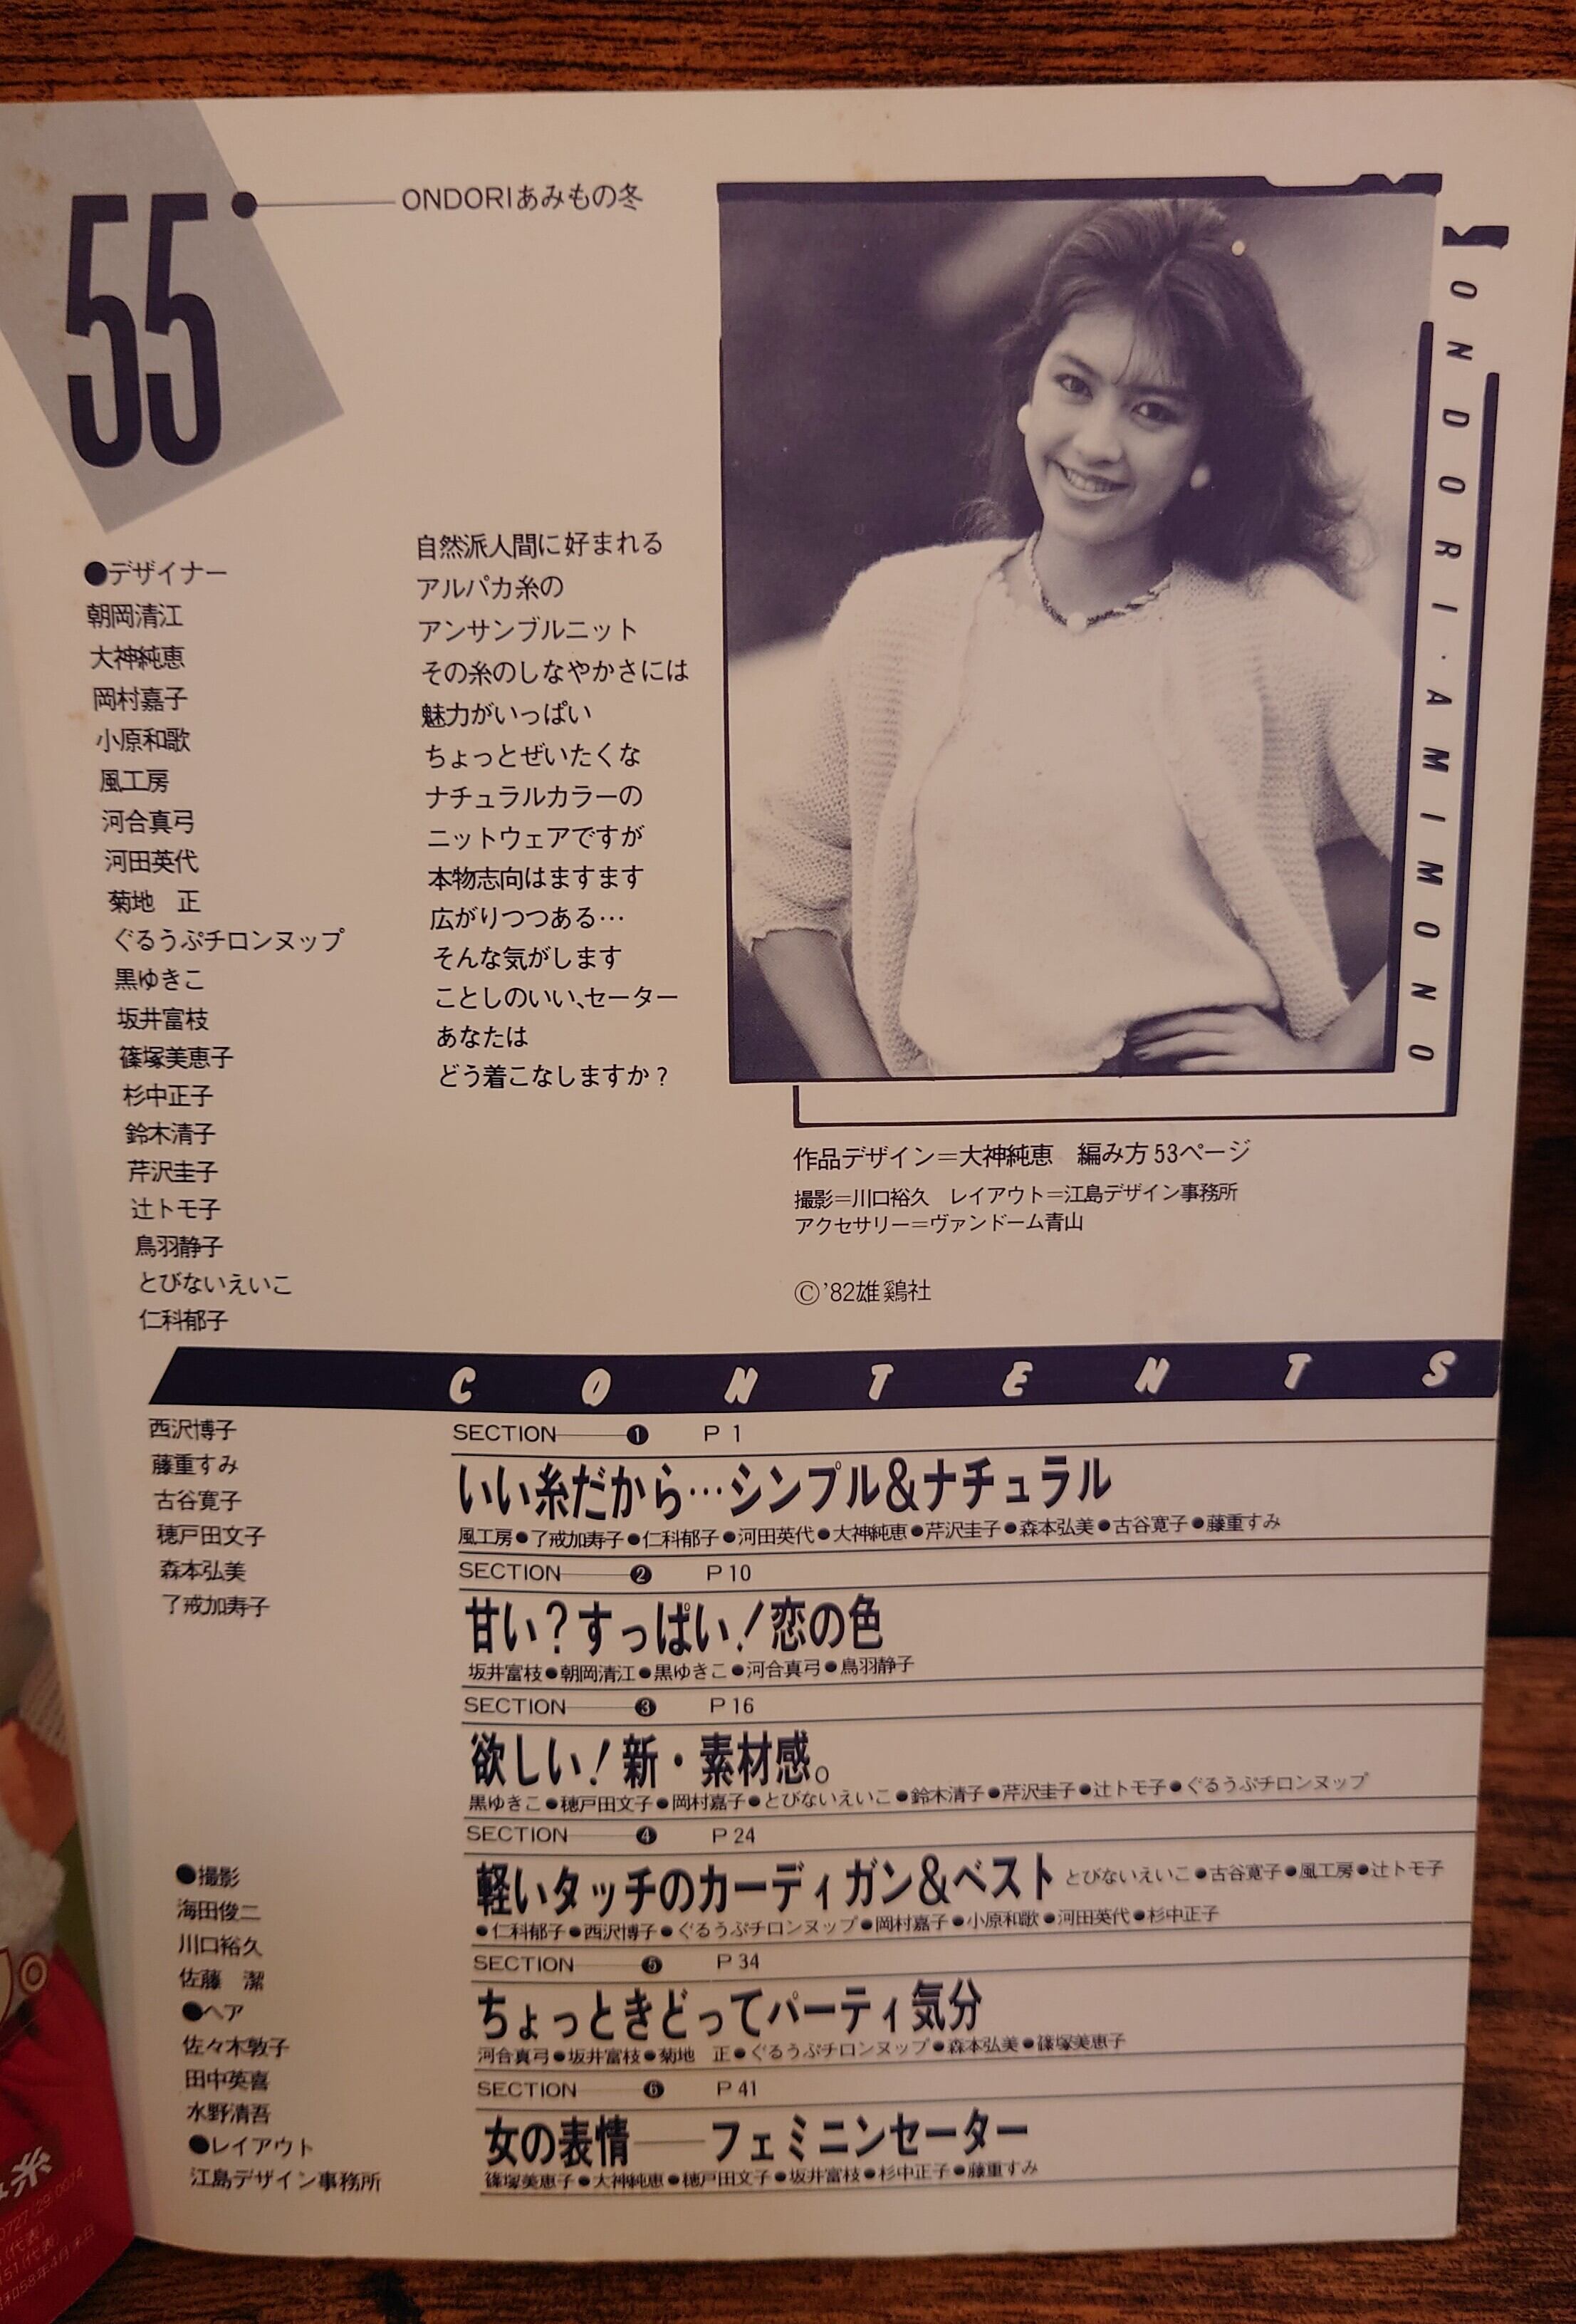 55
ONDORIあみもの冬
ONDORI·AMIMONO
●デザイナー
朝岡清江
大神純恵
岡村嘉子
小原和歌
風工房
河合真弓
河田英代
菊地　正
ぐるうぷチロンヌップ
黒ゆきこ
坂井富枝
篠塚美恵子
杉中正子
鈴木清子
芹沢圭子
辻トモ子
鳥羽静子
とびないえいこ
仁科郁子
西沢博子
藤重すみ
古谷寛子
穂戸田文子
森本弘美
了戒加寿子
●撮影
海田俊二
川口裕久
佐藤　潔
●ヘア
佐々木敦子
田中英喜
水野清吾
●レイアウト
江島デザイン事務所
自然派人間に好まれる
アルパカ糸の
アンサンブルニット
その糸のしなやかさには
魅力がいっぱい
ちょっとぜいたくな
ナチュラルカラーの
ニットウェアですが
本物志向はますます
広がりつつある…
そんな気がします
ことしのいい、セーター
あなたは
どう着こなしますか？
作品デザイン＝大神純恵　編み方53ページ
撮影＝川口裕久　レイアウト＝江島デザイン事務所
アクセサリー＝ヴァンドーム青山
©'82雄鶏社
CONTENTS
SECTION ❶ P 1
いい糸だから…シンプル＆ナチュラル
風工房●了戒加寿子●仁科郁子●河田英代●大神純恵●芹沢圭子●森本弘美●古谷寛子●藤重すみ
SECTION ❷ P 10
甘い？すっぱい！恋の色
坂井富枝●朝岡清江●黒ゆきこ●河合真弓●鳥羽静子
SECTION ❸ P 16
欲しい！新・素材感。
黒ゆきこ●穂戸田文子●岡村嘉子●とびないえいこ●鈴木清子●芹沢圭子●辻トモ子●ぐるうぷチロンヌップ
SECTION ❹ P 24
軽いタッチのカーディガン＆ベスト とびないえいこ●古谷寛子●風工房●辻トモ子
●仁科郁子●西沢博子●ぐるうぷチロンヌップ●岡村嘉子●小原和歌●河田英代●杉中正子
SECTION ❺ P 34
ちょっときどってパーティ気分
河合真弓●坂井富枝●菊地　正●ぐるうぷチロンヌップ●森本弘美●篠塚美恵子
SECTION ❻ P 41
女の表情──フェミニンセーター
篠塚美恵子●大神純恵●穂戸田文子●坂井富枝●杉中正子●藤重すみ
糸
(代表)
(代表)